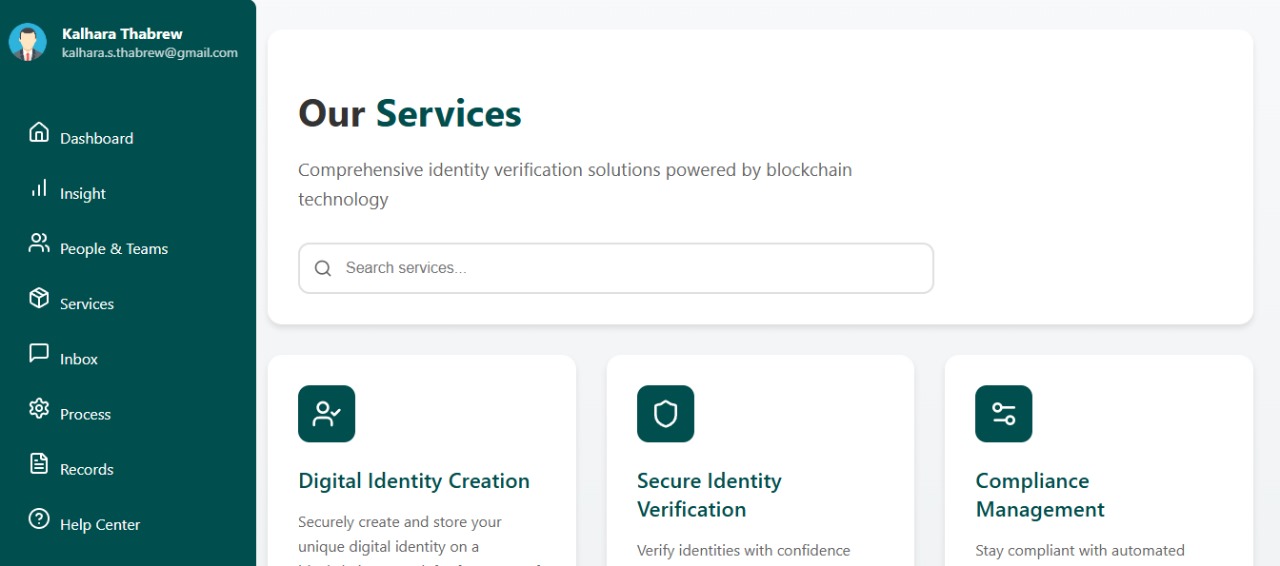 Kalhara Thabrew
kalhara.s.thabrew@gmail.com
Dashboard
Insight
People & Teams
Services
Inbox
Process
Records
Help Center
Our Services
Comprehensive identity verification solutions powered by blockchain
technology
Search services...
Digital Identity Creation
Securely create and store your
unique digital identity on a
Secure Identity
Verification
Verify identities with confidence
Compliance
Management
Stay compliant with automated